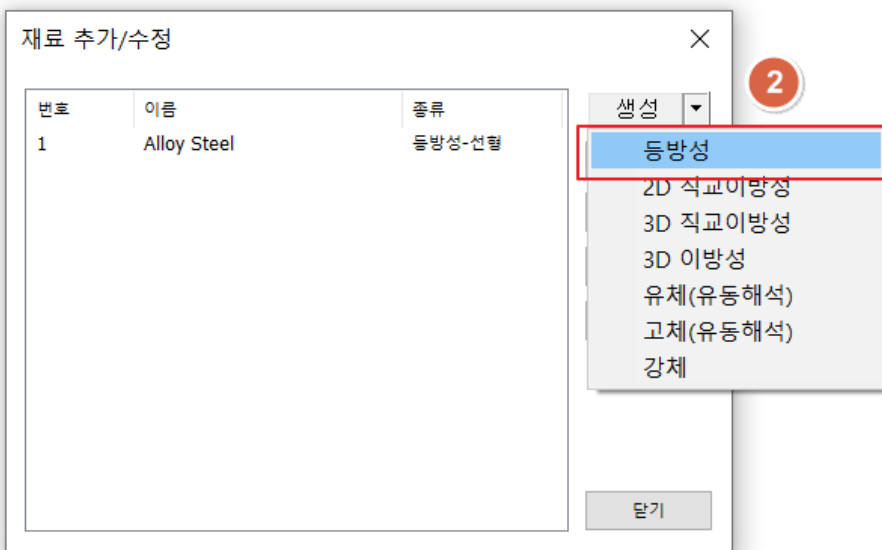 재료 추가/수정
번호 이름 종류
1 Alloy Steel 등방성-선형
생성
2
등방성
2D 직교이방성
3D 직교이방성
3D 이방성
유체(유동해석)
고체(유동해석)
강체
닫기